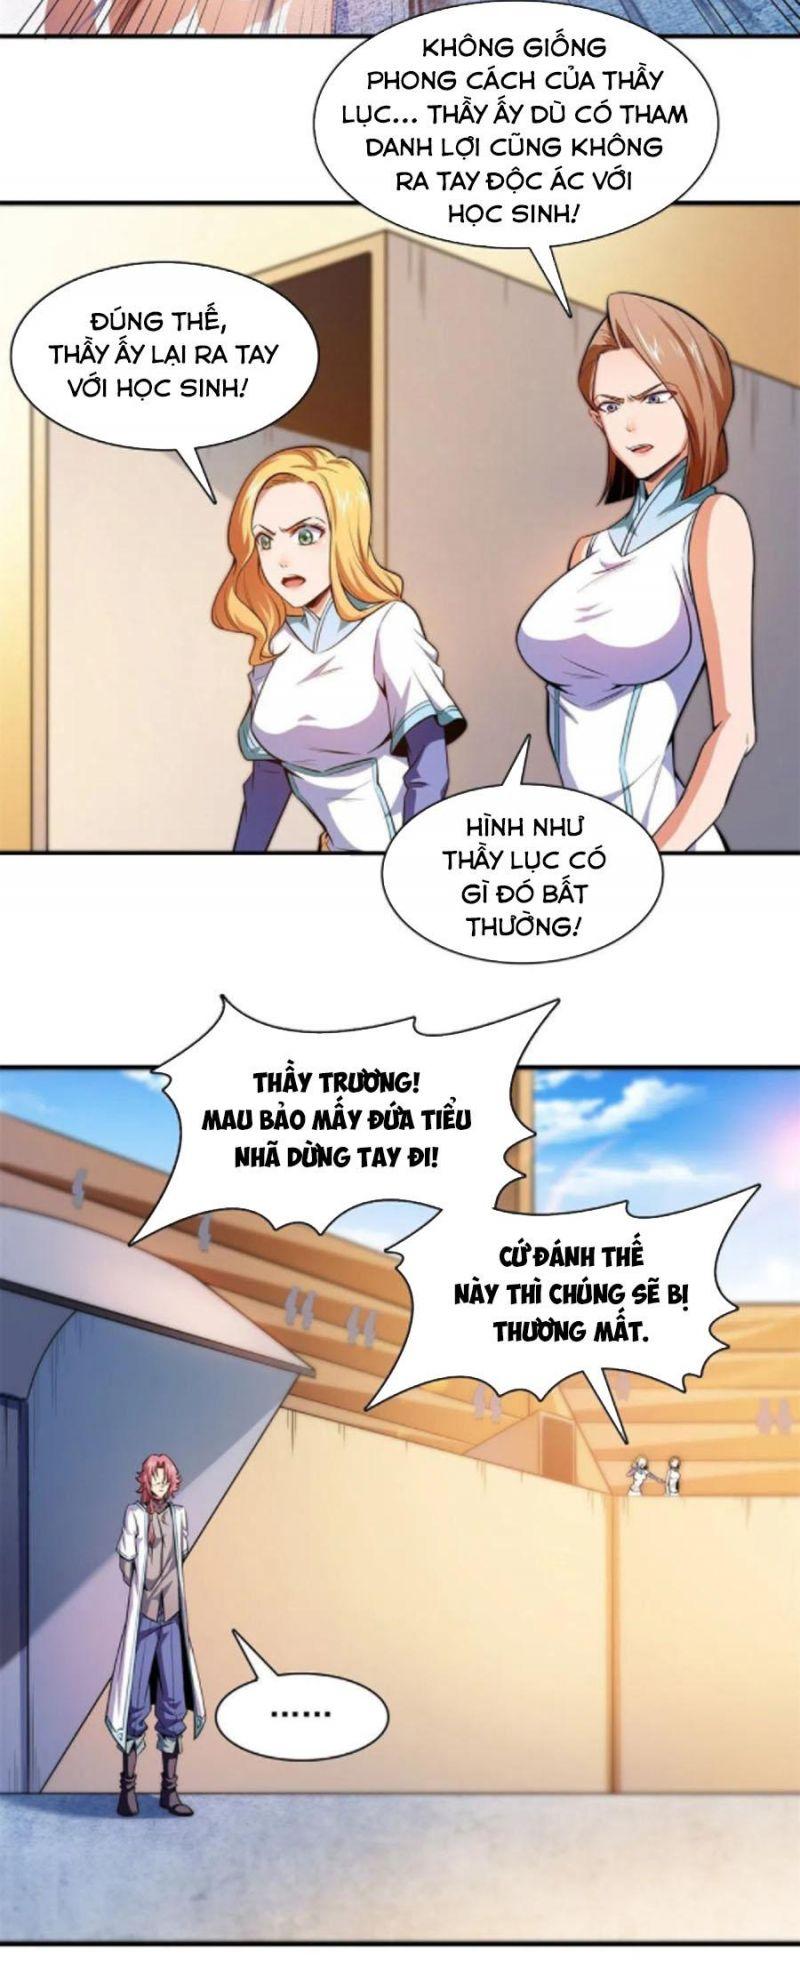 KHÔNG GIỐNG
PHONG CÁCH CỦA THẦY
LỤC... THẦY ẤY DÙ CÓ THAM
DANH LỢI CŨNG KHÔNG
RA TAY ĐỘC ÁC VỚI
HỌC SINH!
ĐÚNG THẾ,
THẦY ẤY LẠI RA TAY
VỚI HỌC SINH!
HÌNH NHƯ
THẦY LỤC CÓ
GÌ ĐÓ BẤT
THƯỜNG!
THẦY TRƯƠNG!
MAU BẢO MẤY ĐỨA TIỂU
NHÃ DỪNG TAY ĐI!
CỨ ĐÁNH THẾ
NÀY THÌ CHÚNG SẼ BỊ
THƯƠNG MẤT.
......